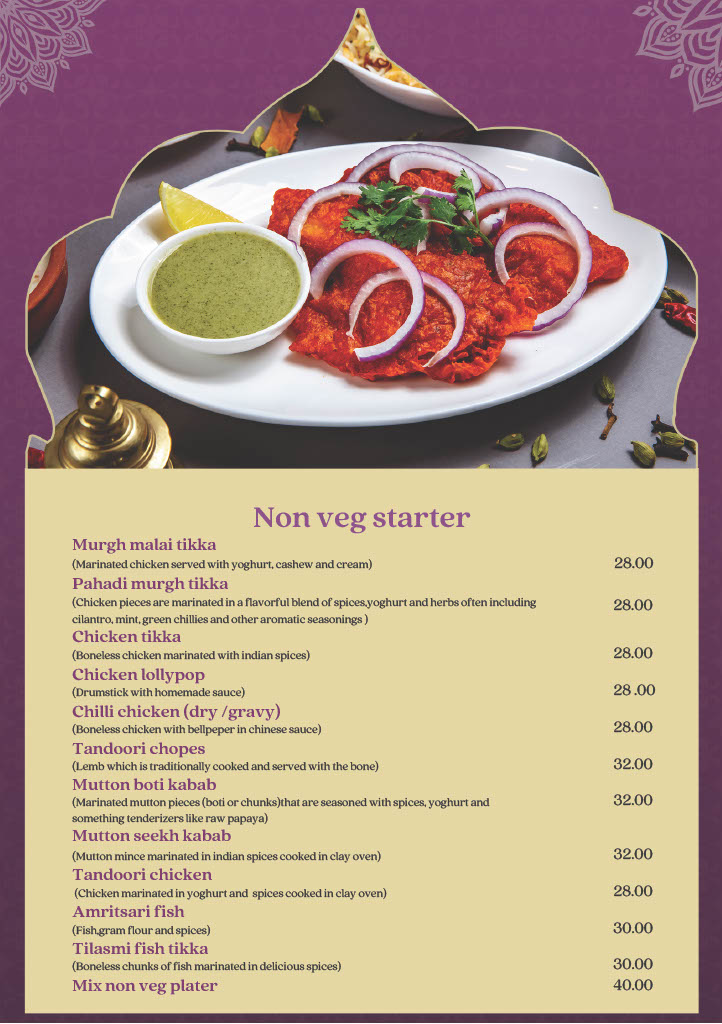 Non veg starter
Murgh malai tikka
(Marinated chicken served with yoghurt, cashew and cream) 28.00
Pahadi murgh tikka
(Chicken pieces are marinated in a flavorful blend of spices,yoghurt and herbs often including 28.00
cilantro, mint, green chillies and other aromatic seasonings )
Chicken tikka
(Boneless chicken marinated with indian spices) 28.00
Chicken lollypop
(Drumstick with homemade sauce) 28 .00
Chilli chicken (dry /gravy)
(Boneless chicken with bellpeper in chinese sauce) 28.00
Tandoori chopes
(Lemb which is traditionally cooked and served with the bone) 32.00
Mutton boti kabab
(Marinated mutton pieces (boti or chunks)that are seasoned with spices, yoghurt and 32.00
something tenderizers like raw papaya)
Mutton seekh kabab
(Mutton mince marinated in indian spices cooked in clay oven) 32.00
Tandoori chicken
(Chicken marinated in yoghurt and spices cooked in clay oven) 28.00
Amritsari fish
(Fish,gram flour and spices) 30.00
Tilasmi fish tikka
(Boneless chunks of fish marinated in delicious spices) 30.00
Mix non veg plater 40.00